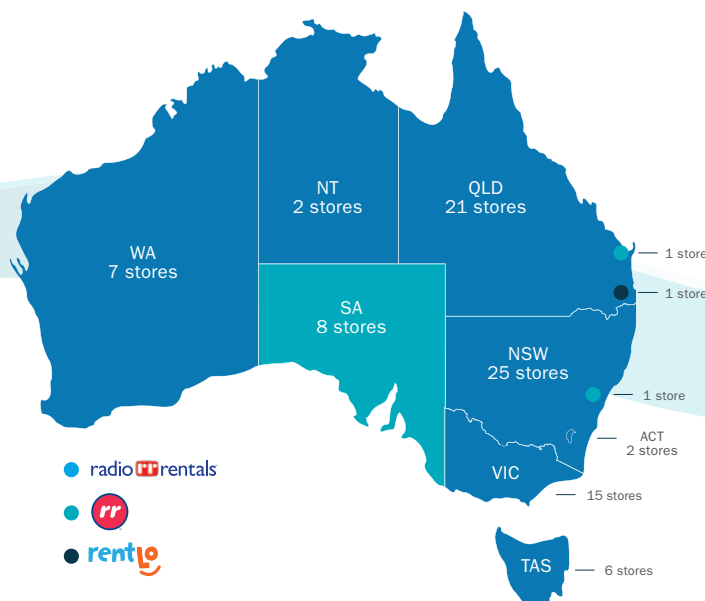 NT
2 stores
QLD
21 stores
WA
7 stores
1 store
1 store
SA
8 stores
NSW
25 stores
1 store
ACT
2 stores
VIC
15 stores
TAS
6 stores
radio rr rentals
rr
rentLo